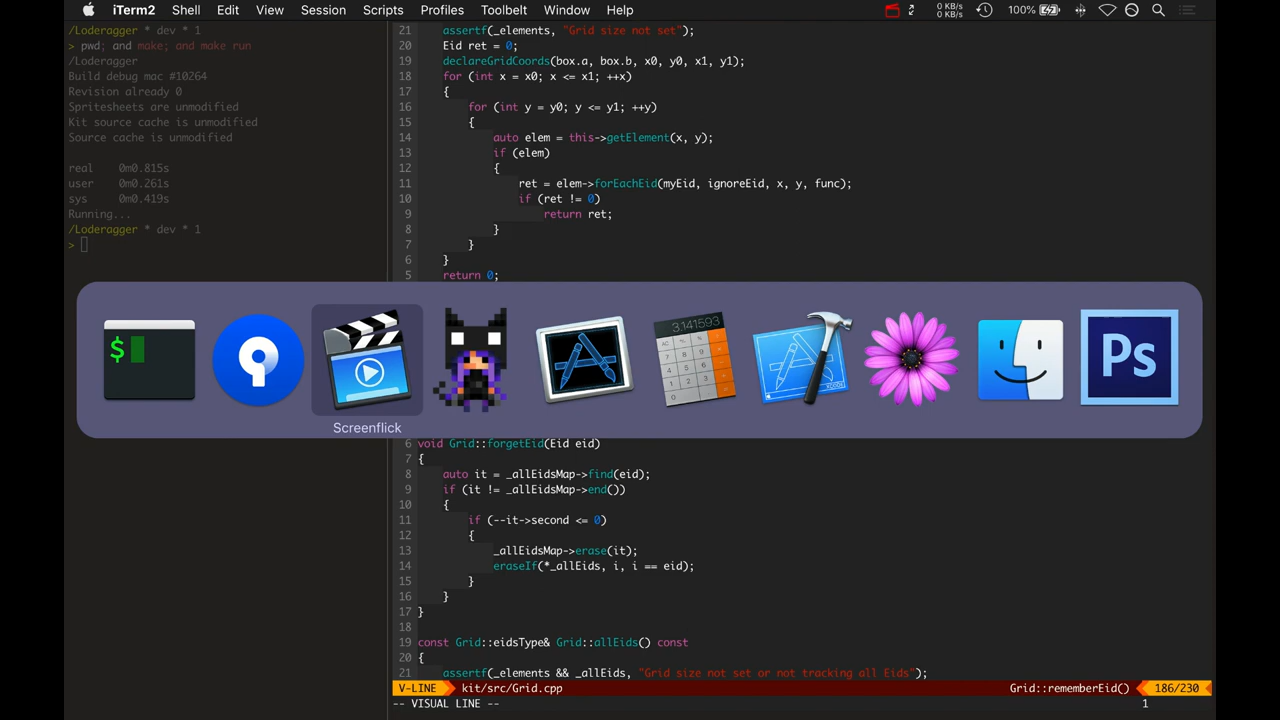 iTerm2 Shell Edit View Session Scripts Profiles Toolbelt Window Help 0 KB/s 0 KB/s 100%
/Loderagger * dev * 1
> pwd; and make; and make run
/Loderagger
Build debug mac #10264
Revision already 0
Spritesheets are unmodified
Kit source cache is unmodified
Source cache is unmodified
real 0m0.815s
user 0m0.261s
sys 0m0.419s
Running...
/Loderagger * dev * 1
>
21 assertf(_elements, "Grid size not set");
20 Eid ret = 0;
19 declareGridCoords(box.a, box.b, x0, y0, x1, y1);
18 for (int x = x0; x <= x1; ++x)
17 {
16 for (int y = y0; y <= y1; ++y)
15 {
14 auto elem = this->getElement(x, y);
13 if (elem)
12 {
11 ret = elem->forEachEid(myEid, ignoreEid, x, y, func);
10 if (ret != 0)
9 return ret;
8 }
7 }
6 }
5 return 0;
$
3.141593
Ps
Screenflick
6 void Grid::forgetEid(Eid eid)
7 {
8 auto it = _allEidsMap->find(eid);
9 if (it != _allEidsMap->end())
10 {
11 if (--it->second <= 0)
12 {
13 _allEidsMap->erase(it);
14 eraseIf(*_allEids, i, i == eid);
15 }
16 }
17 }
18
19 const Grid::eidsType& Grid::allEids() const
20 {
21 assertf(_elements && _allEids, "Grid size not set or not tracking all Eids");
V-LINE kit/src/Grid.cpp Grid::rememberEid() 186/230
-- VISUAL LINE -- 1